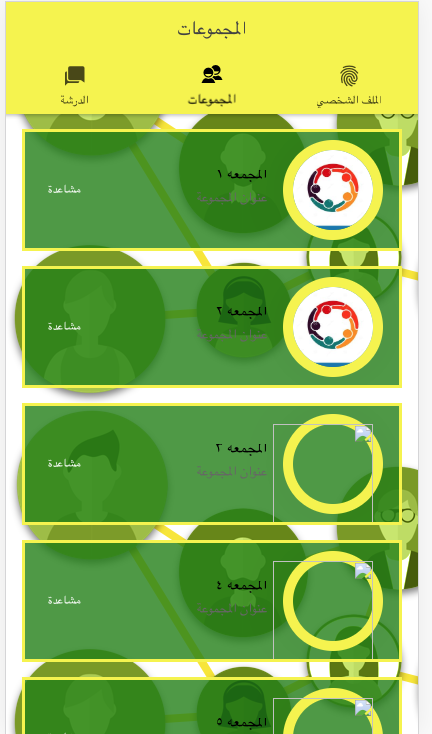 المجموعات
الملف الشخصي
المجموعات
الدرشة
المجمعه ١
عنوان المجموعة
مشاهدة
المجمعه ٢
عنوان المجموعة
مشاهدة
المجمعه ٣
عنوان المجموعة
مشاهدة
المجمعه ٤
عنوان المجموعة
مشاهدة
المجمعه ٥